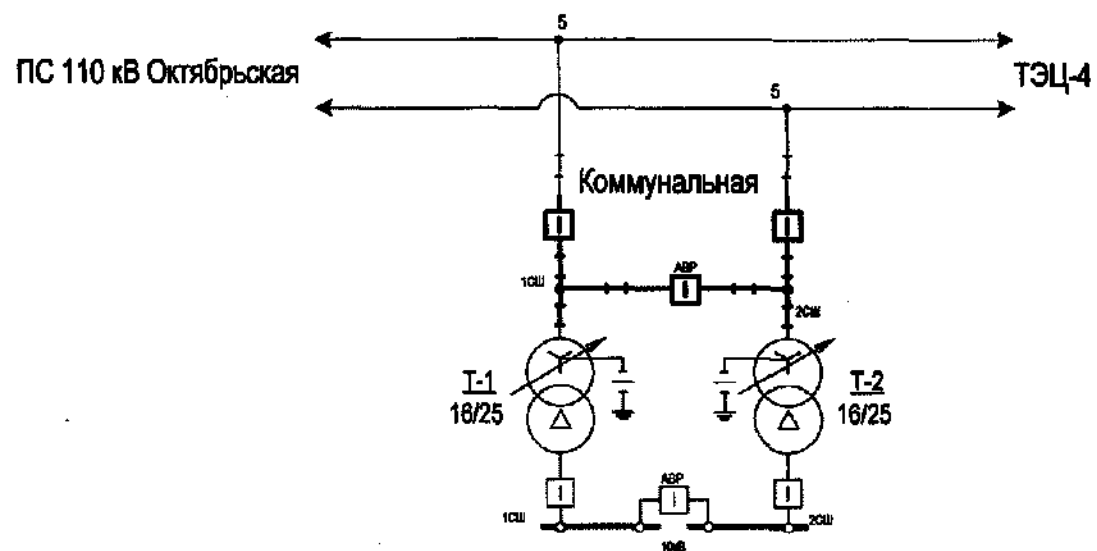 5
ПС 110 кВ Октябрьская
ТЭЦ-4
5
Коммунальная
1СШ
АВР
2СШ
Т-1
16/25
Т-2
16/25
АВР
1СШ
2СШ
10кВ